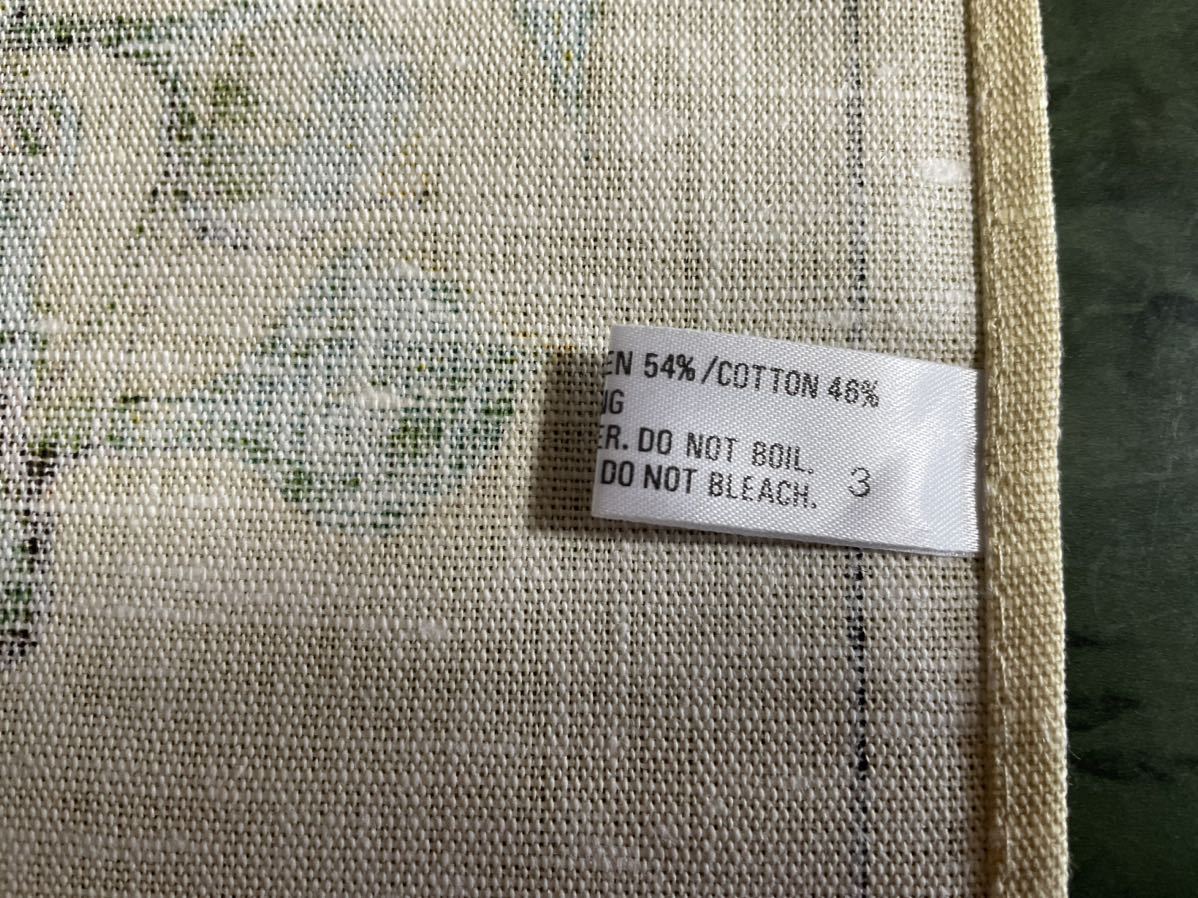 EN 54%/COTTON 46%
NG
ER. DO NOT BOIL.
DO NOT BLEACH. 3